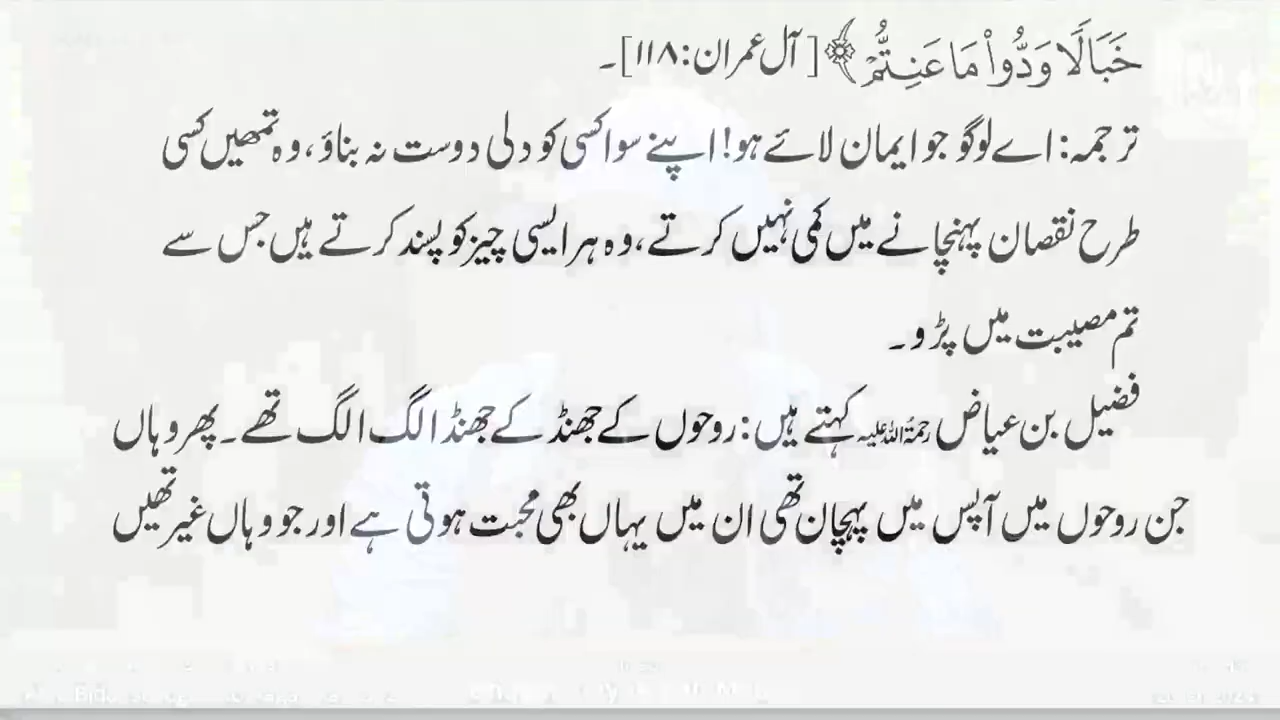 خَبَالًا وَدُّوا۟ مَا عَنِتُّمْ﴾ [آل عمران: ۱۱۸]۔
ترجمہ: اے لوگو جو ایمان لائے ہو! اپنے سوا کسی کو دلی دوست نہ بناؤ، وہ تمھیں کسی
طرح نقصان پہنچانے میں کمی نہیں کرتے، وہ ہر ایسی چیز کو پسند کرتے ہیں جس سے
تم مصیبت میں پڑو۔
فضیل بن عیاض رحمۃ اللہ علیہ کہتے ہیں: روحوں کے جھنڈ کے جھنڈ الگ الگ تھے۔ پھر وہاں
جن روحوں میں آپس میں پہچان تھی ان میں یہاں بھی محبت ہوتی ہے اور جو وہاں غیر تھیں